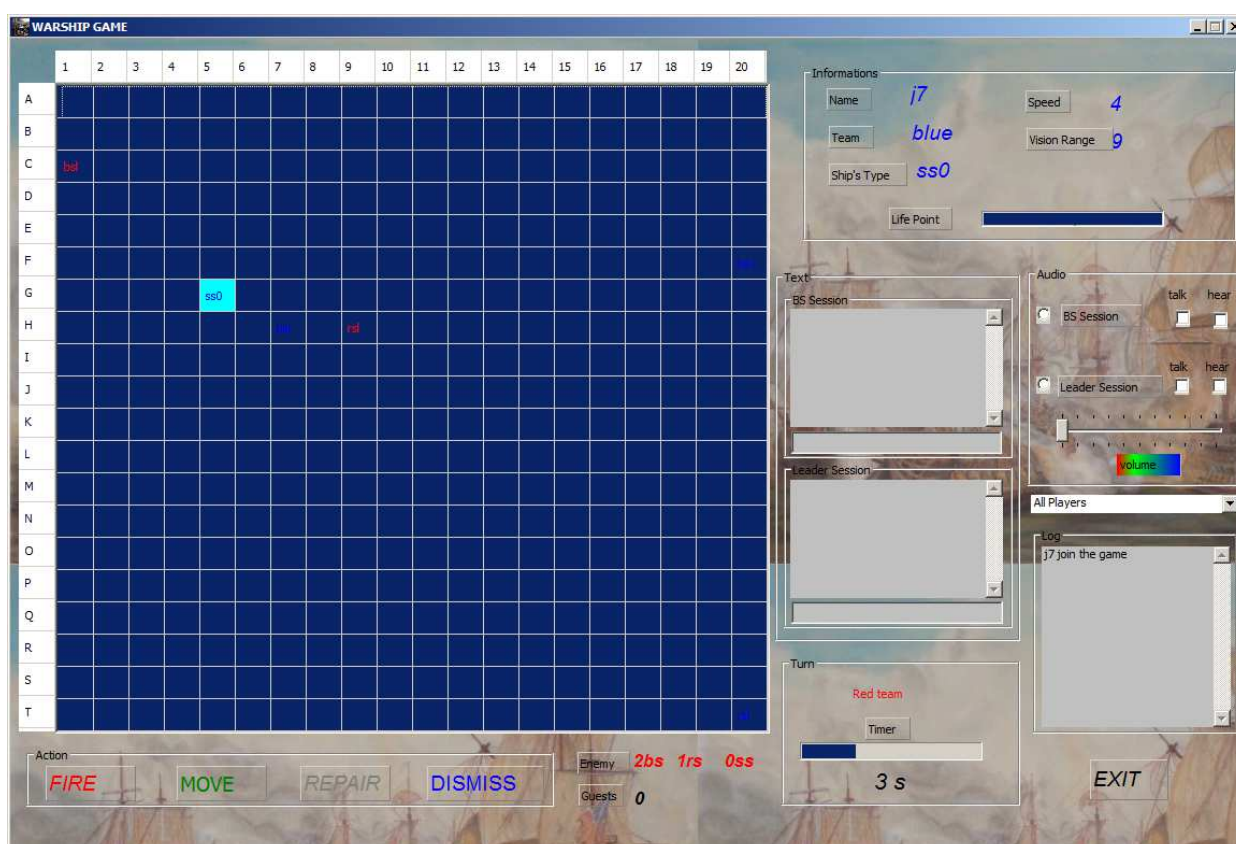 WARSHIP GAME
1 2 3 4 5 6 7 8 9 10 11 12 13 14 15 16 17 18 19 20
A
B
C
D
E
F
G
H
I
J
K
L
M
N
O
P
Q
R
S
T
ss0
Informations
Name j7
Speed 4
Team blue
Vision Range 9
Ship's Type ss0
Life Point
Text
BS Session
Leader Session
Audio
talk hear
BS Session
talk hear
Leader Session
volume
All Players
Log
j7 join the game
Turn
Red team
Timer
3 s
Action
FIRE MOVE REPAIR DISMISS
Enemy 2bs 1rs 0ss
Guests 0
EXIT